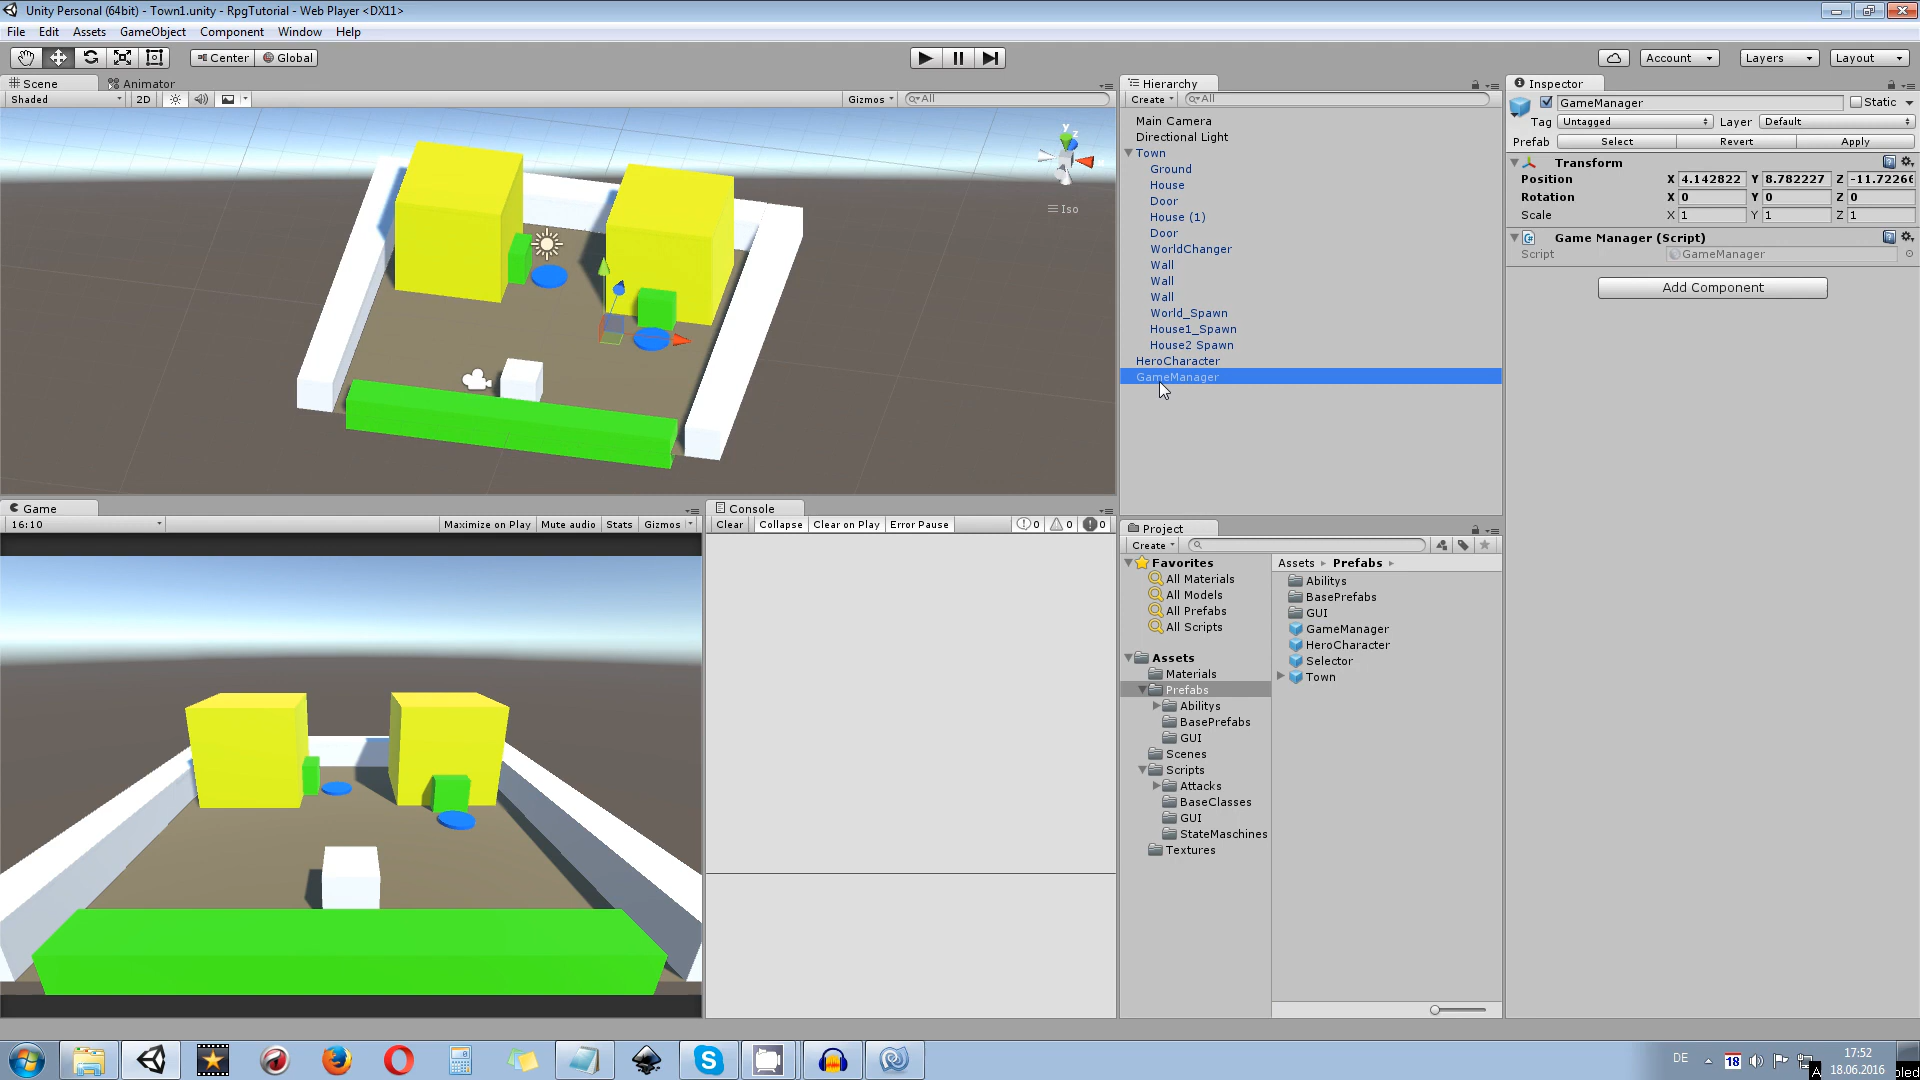 Unity Personal (64bit) - Town1.unity - RpgTutorial - Web Player <DX11>
File Edit Assets GameObject Component Window Help
Center Global Account Layers Layout
Scene Animator
Shaded 2D Gizmos All
y
z
Iso
Hierarchy
Create All
Main Camera
Directional Light
Town
Ground
House
Door
House (1)
Door
WorldChanger
Wall
Wall
Wall
World_Spawn
House1_Spawn
House2 Spawn
HeroCharacter
GameManager
Inspector
GameManager Static
Tag Untagged Layer Default
Prefab Select Revert Apply
Transform
Position X 4.142822 Y 8.782227 Z -11.72266
Rotation X 0 Y 0 Z 0
Scale X 1 Y 1 Z 1
Game Manager (Script)
Script GameManager
Add Component
Game
16:10 Maximize on Play Mute audio Stats Gizmos
Console
Clear Collapse Clear on Play Error Pause 0 0 0
Project
Create
Favorites
All Materials
All Models
All Prefabs
All Scripts
Assets
Materials
Prefabs
Abilitys
BasePrefabs
GUI
Scenes
Scripts
Attacks
BaseClasses
GUI
StateMaschines
Textures
Assets Prefabs
Abilitys
BasePrefabs
GUI
GameManager
HeroCharacter
Selector
Town
DE 18 17:52
18.06.2016